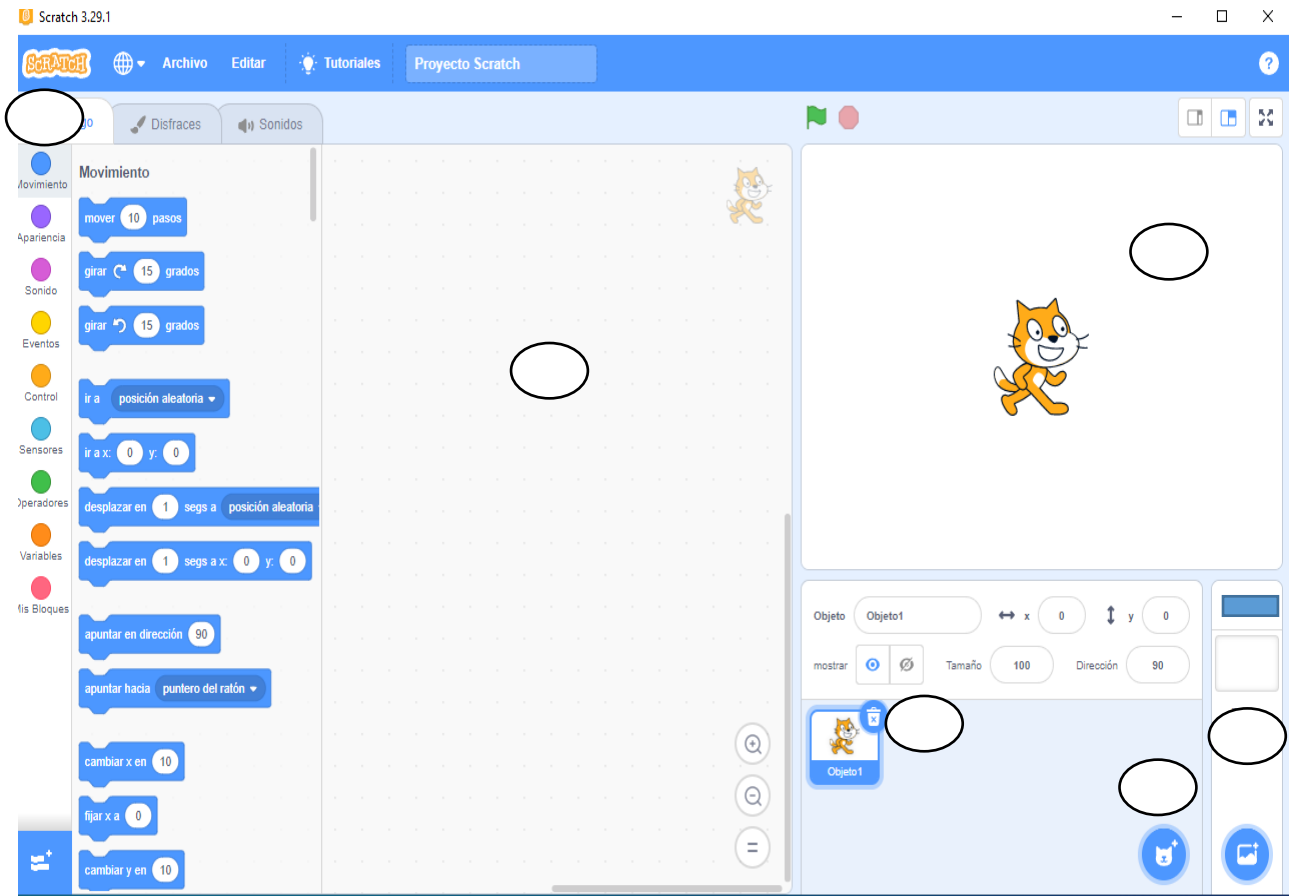 Scratch 3.29.1
SCRATCH Archivo Editar Tutoriales Proyecto Scratch ?
go Disfraces Sonidos
Movimiento
Apariencia
Sonido
Eventos
Control
Sensores
Operadores
Variables
Mis Bloques
Movimiento
mover 10 pasos
girar 15 grados
girar 15 grados
ir a posición aleatoria
ir a x: 0 y: 0
desplazar en 1 segs a posición aleatoria
desplazar en 1 segs a x: 0 y: 0
apuntar en dirección 90
apuntar hacia puntero del ratón
cambiar x en 10
fijar x a 0
cambiar y en 10
Objeto Objeto1 x 0 y 0
mostrar Tamaño 100 Dirección 90
Objeto1